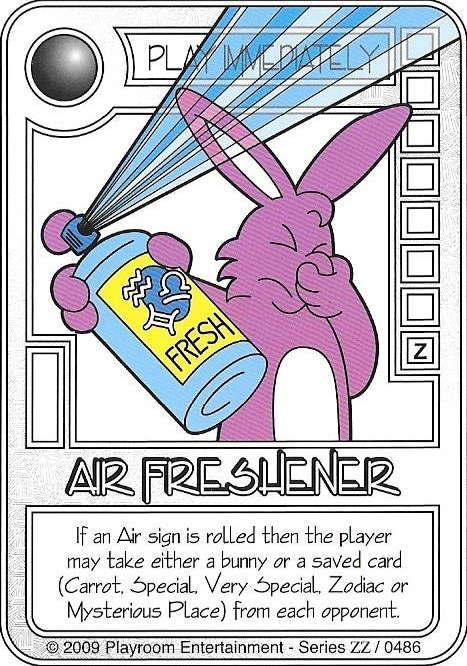 PLAY IMMEDIATELY
FRESH
Z
AIR FRESHENER
If an Air sign is rolled then the player
may take either a bunny or a saved card
(Carrot, Special, Very Special, Zodiac or
Mysterious Place) from each opponent.
© 2009 Playroom Entertainment - Series ZZ / 0486